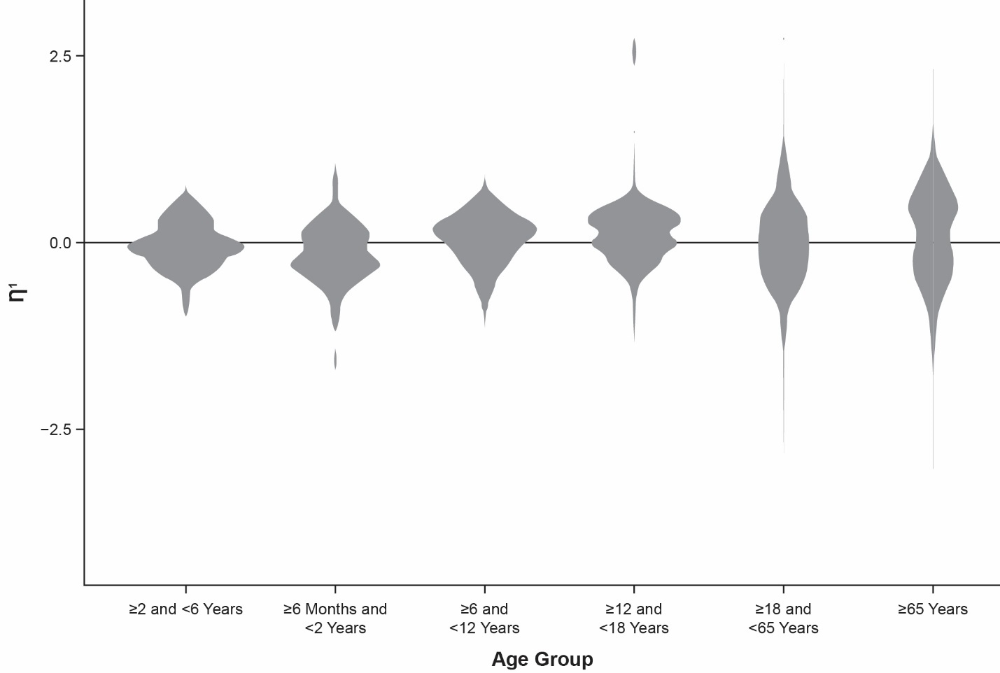 2.5
0.0
−2.5
η¹
≥2 and <6 Years
≥6 Months and
<2 Years
≥6 and
<12 Years
≥12 and
<18 Years
≥18 and
<65 Years
≥65 Years
Age Group